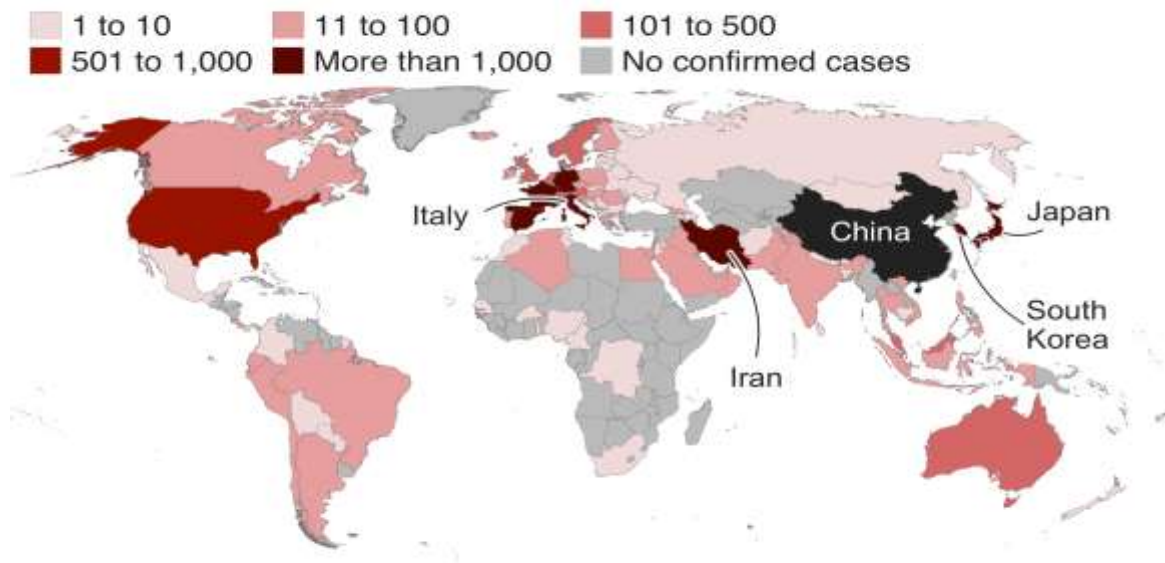 1 to 10 11 to 100 101 to 500
501 to 1,000 More than 1,000 No confirmed cases
Italy
China
Japan
South
Korea
Iran